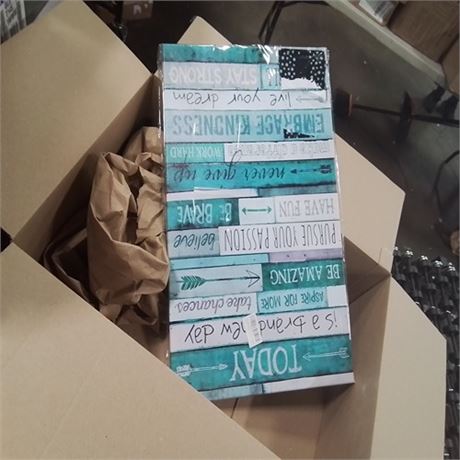 TODAY
is a brand new day
take chances ASPIRE FOR MORE
BE AMAZING
believe PURSUE YOUR PASSION
BE BRAVE HAVE FUN
never give up
WORK HARD
EMBRACE KINDNESS
live your dream
STAY STRONG